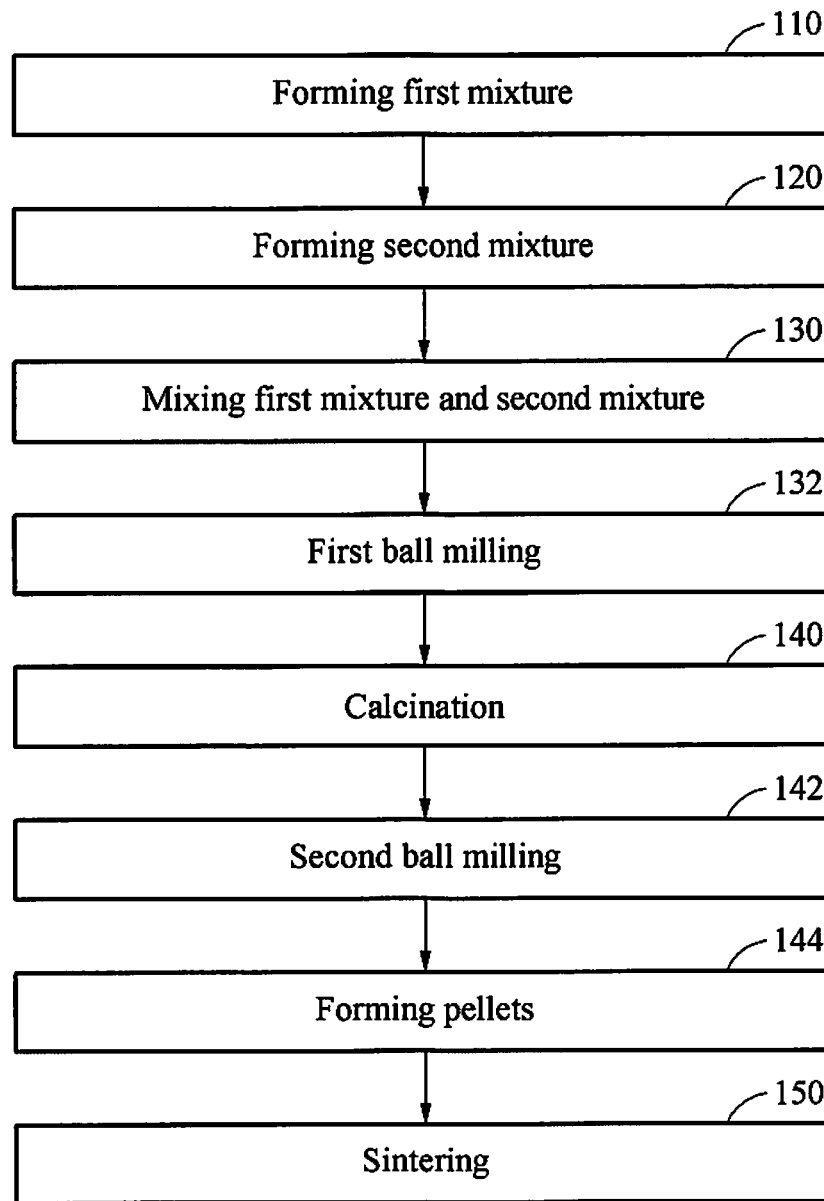 110
Forming first mixture
120
Forming second mixture
130
Mixing first mixture and second mixture
132
First ball milling
140
Calcination
142
Second ball milling
144
Forming pellets
150
Sintering